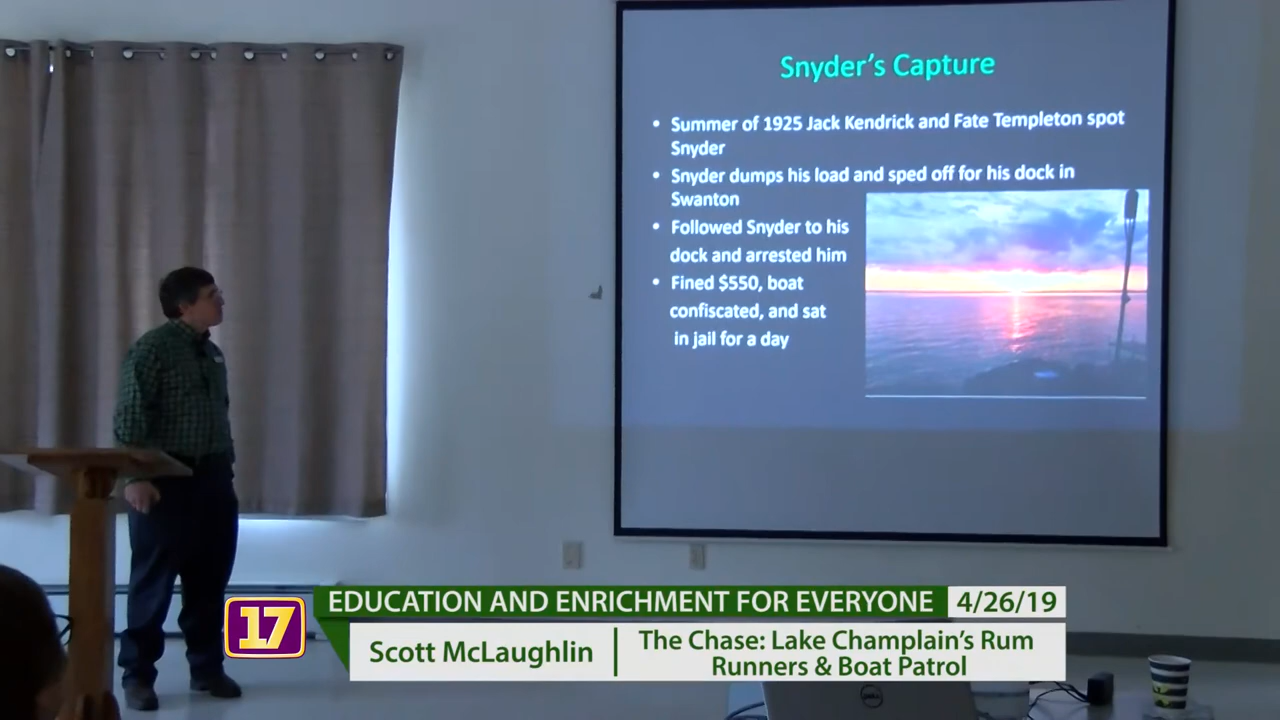 Snyder's Capture
• Summer of 1925 Jack Kendrick and Fate Templeton spot
Snyder
• Snyder dumps his load and sped off for his dock in
Swanton
• Followed Snyder to his
dock and arrested him
• Fined $550, boat
confiscated, and sat
in jail for a day
17
EDUCATION AND ENRICHMENT FOR EVERYONE
4/26/19
Scott McLaughlin
The Chase: Lake Champlain's Rum
Runners & Boat Patrol
DELL